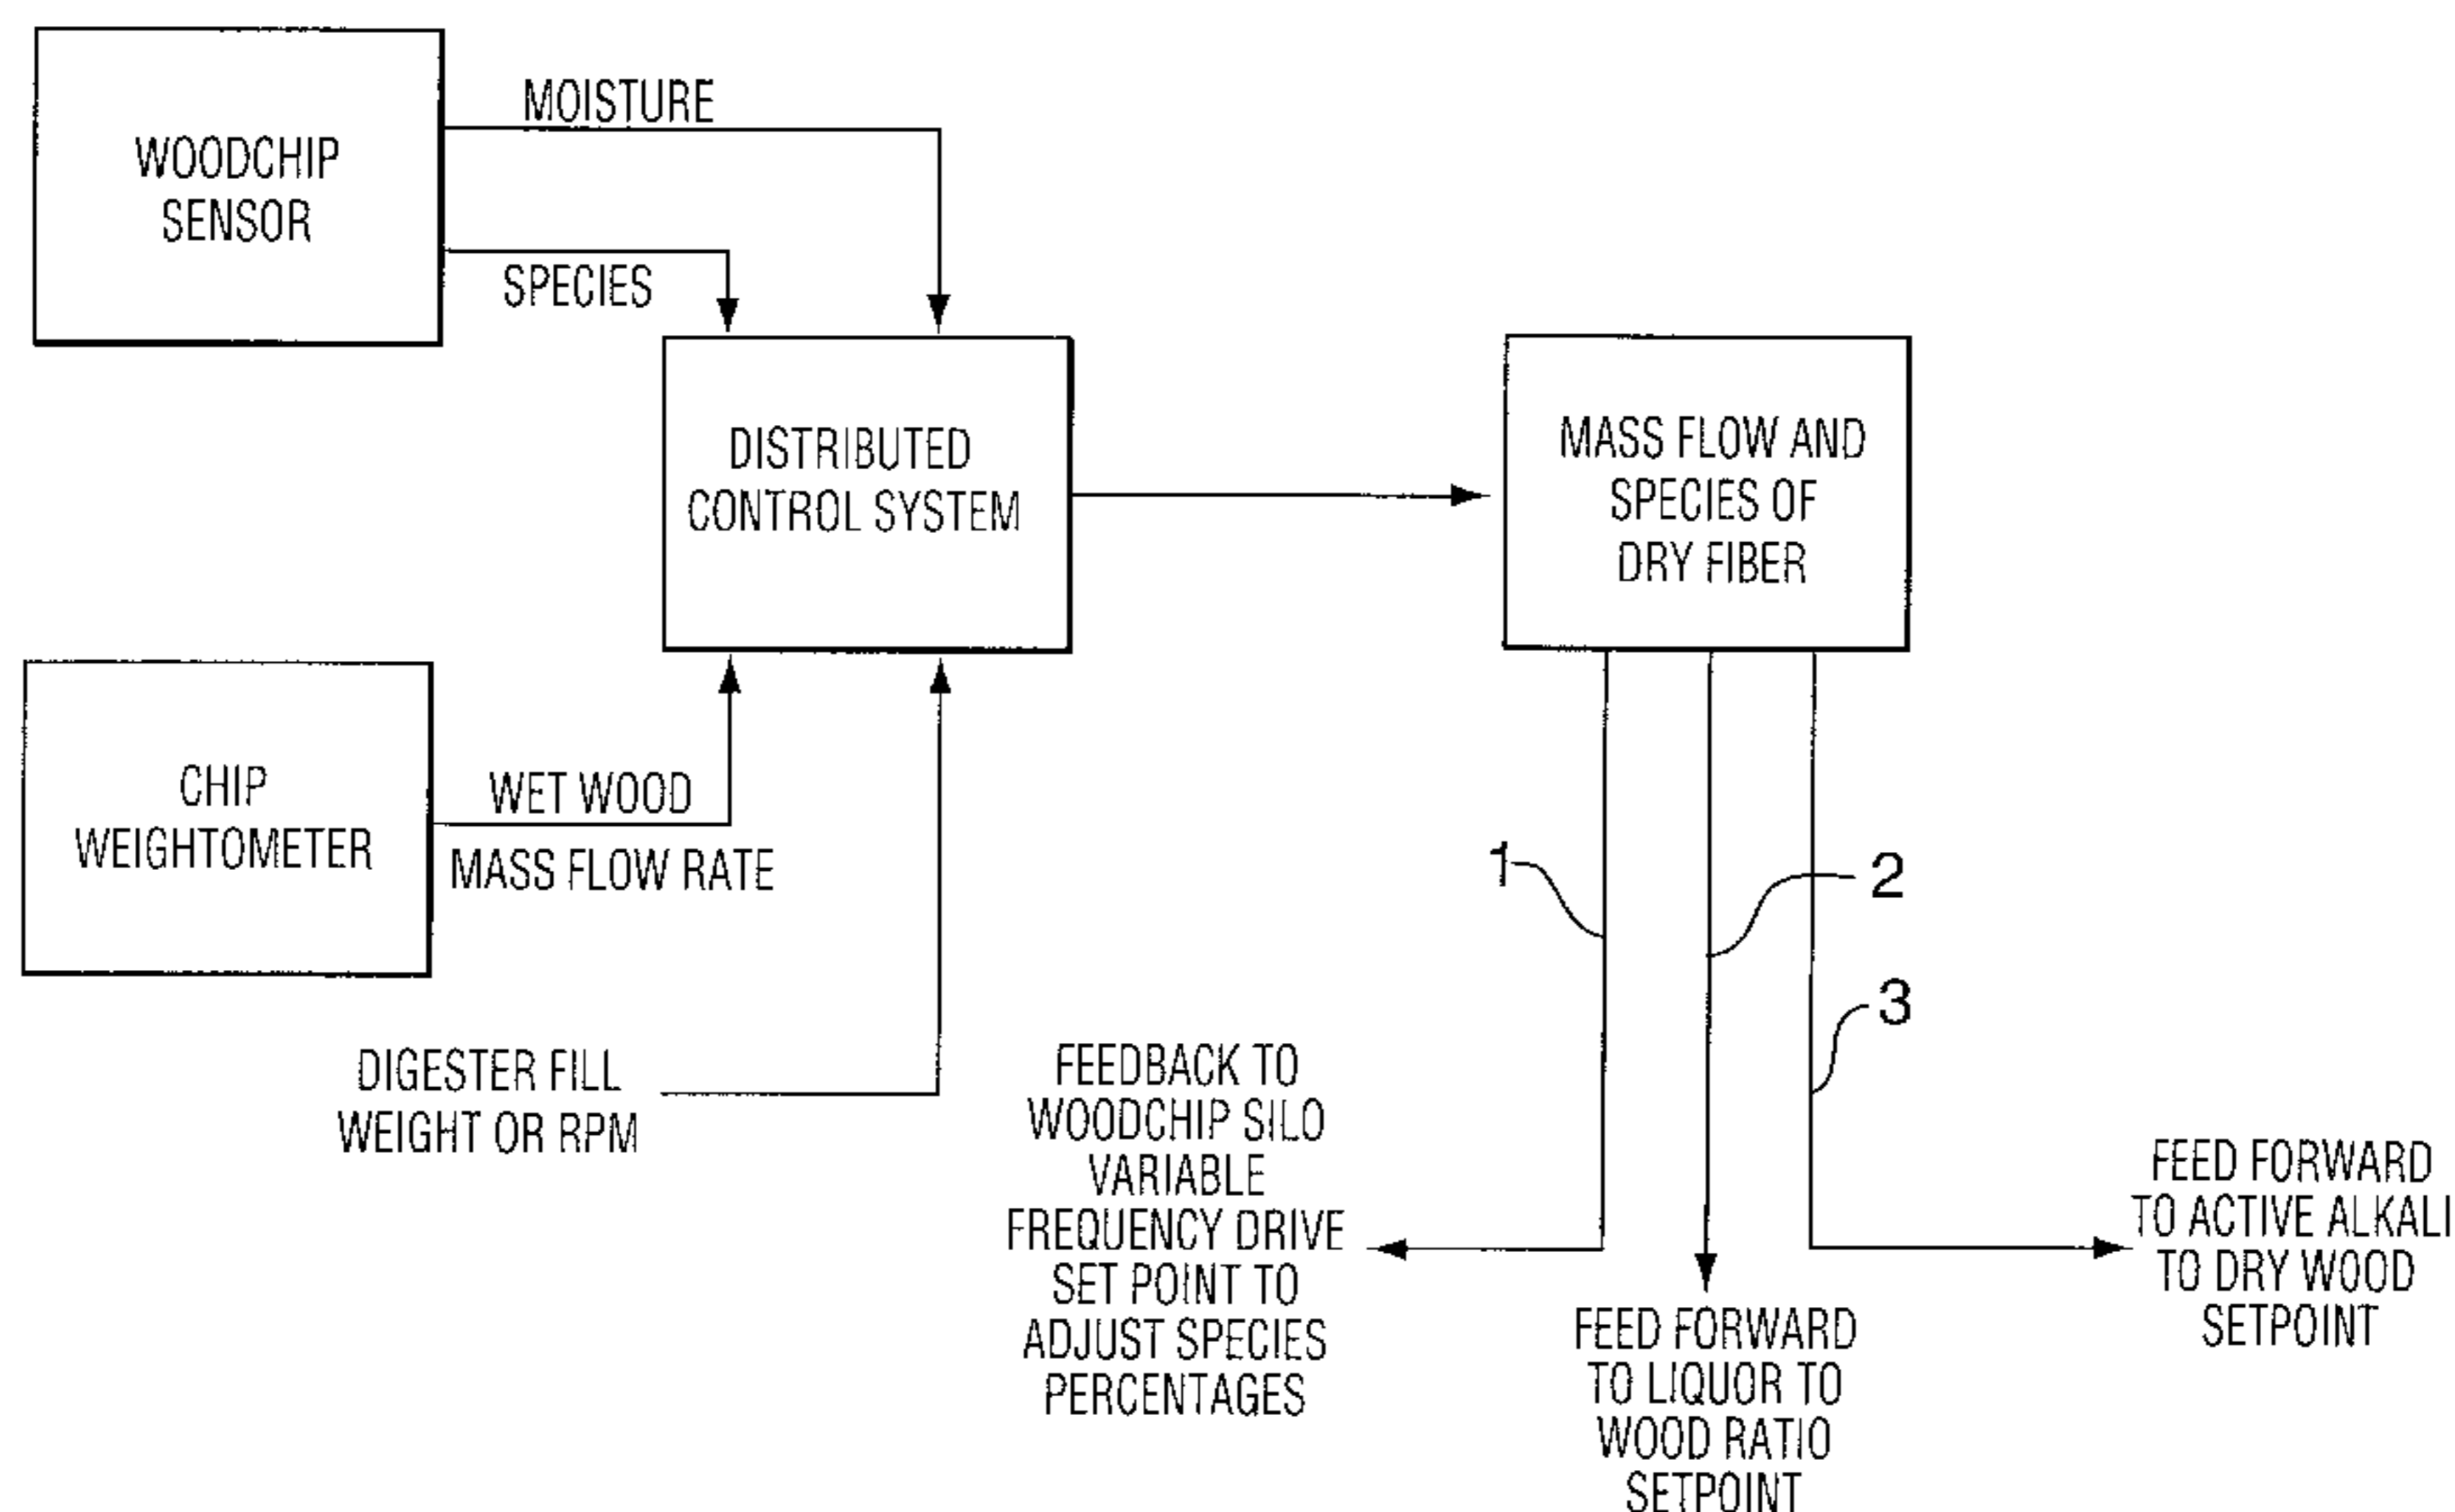 MOISTURE
WOODCHIP
SENSOR
SPECIES
DISTRIBUTED
CONTROL SYSTEM
MASS FLOW AND
SPECIES OF
DRY FIBER
CHIP
WEIGHTOMETER
WET WOOD
MASS FLOW RATE
1
2
3
DIGESTER FILL
WEIGHT OR RPM
FEEDBACK TO
WOODCHIP SILO
VARIABLE
FREQUENCY DRIVE
SET POINT TO
ADJUST SPECIES
PERCENTAGES
FEED FORWARD
TO LIQUOR TO
WOOD RATIO
SETPOINT
FEED FORWARD
TO ACTIVE ALKALI
TO DRY WOOD
SETPOINT